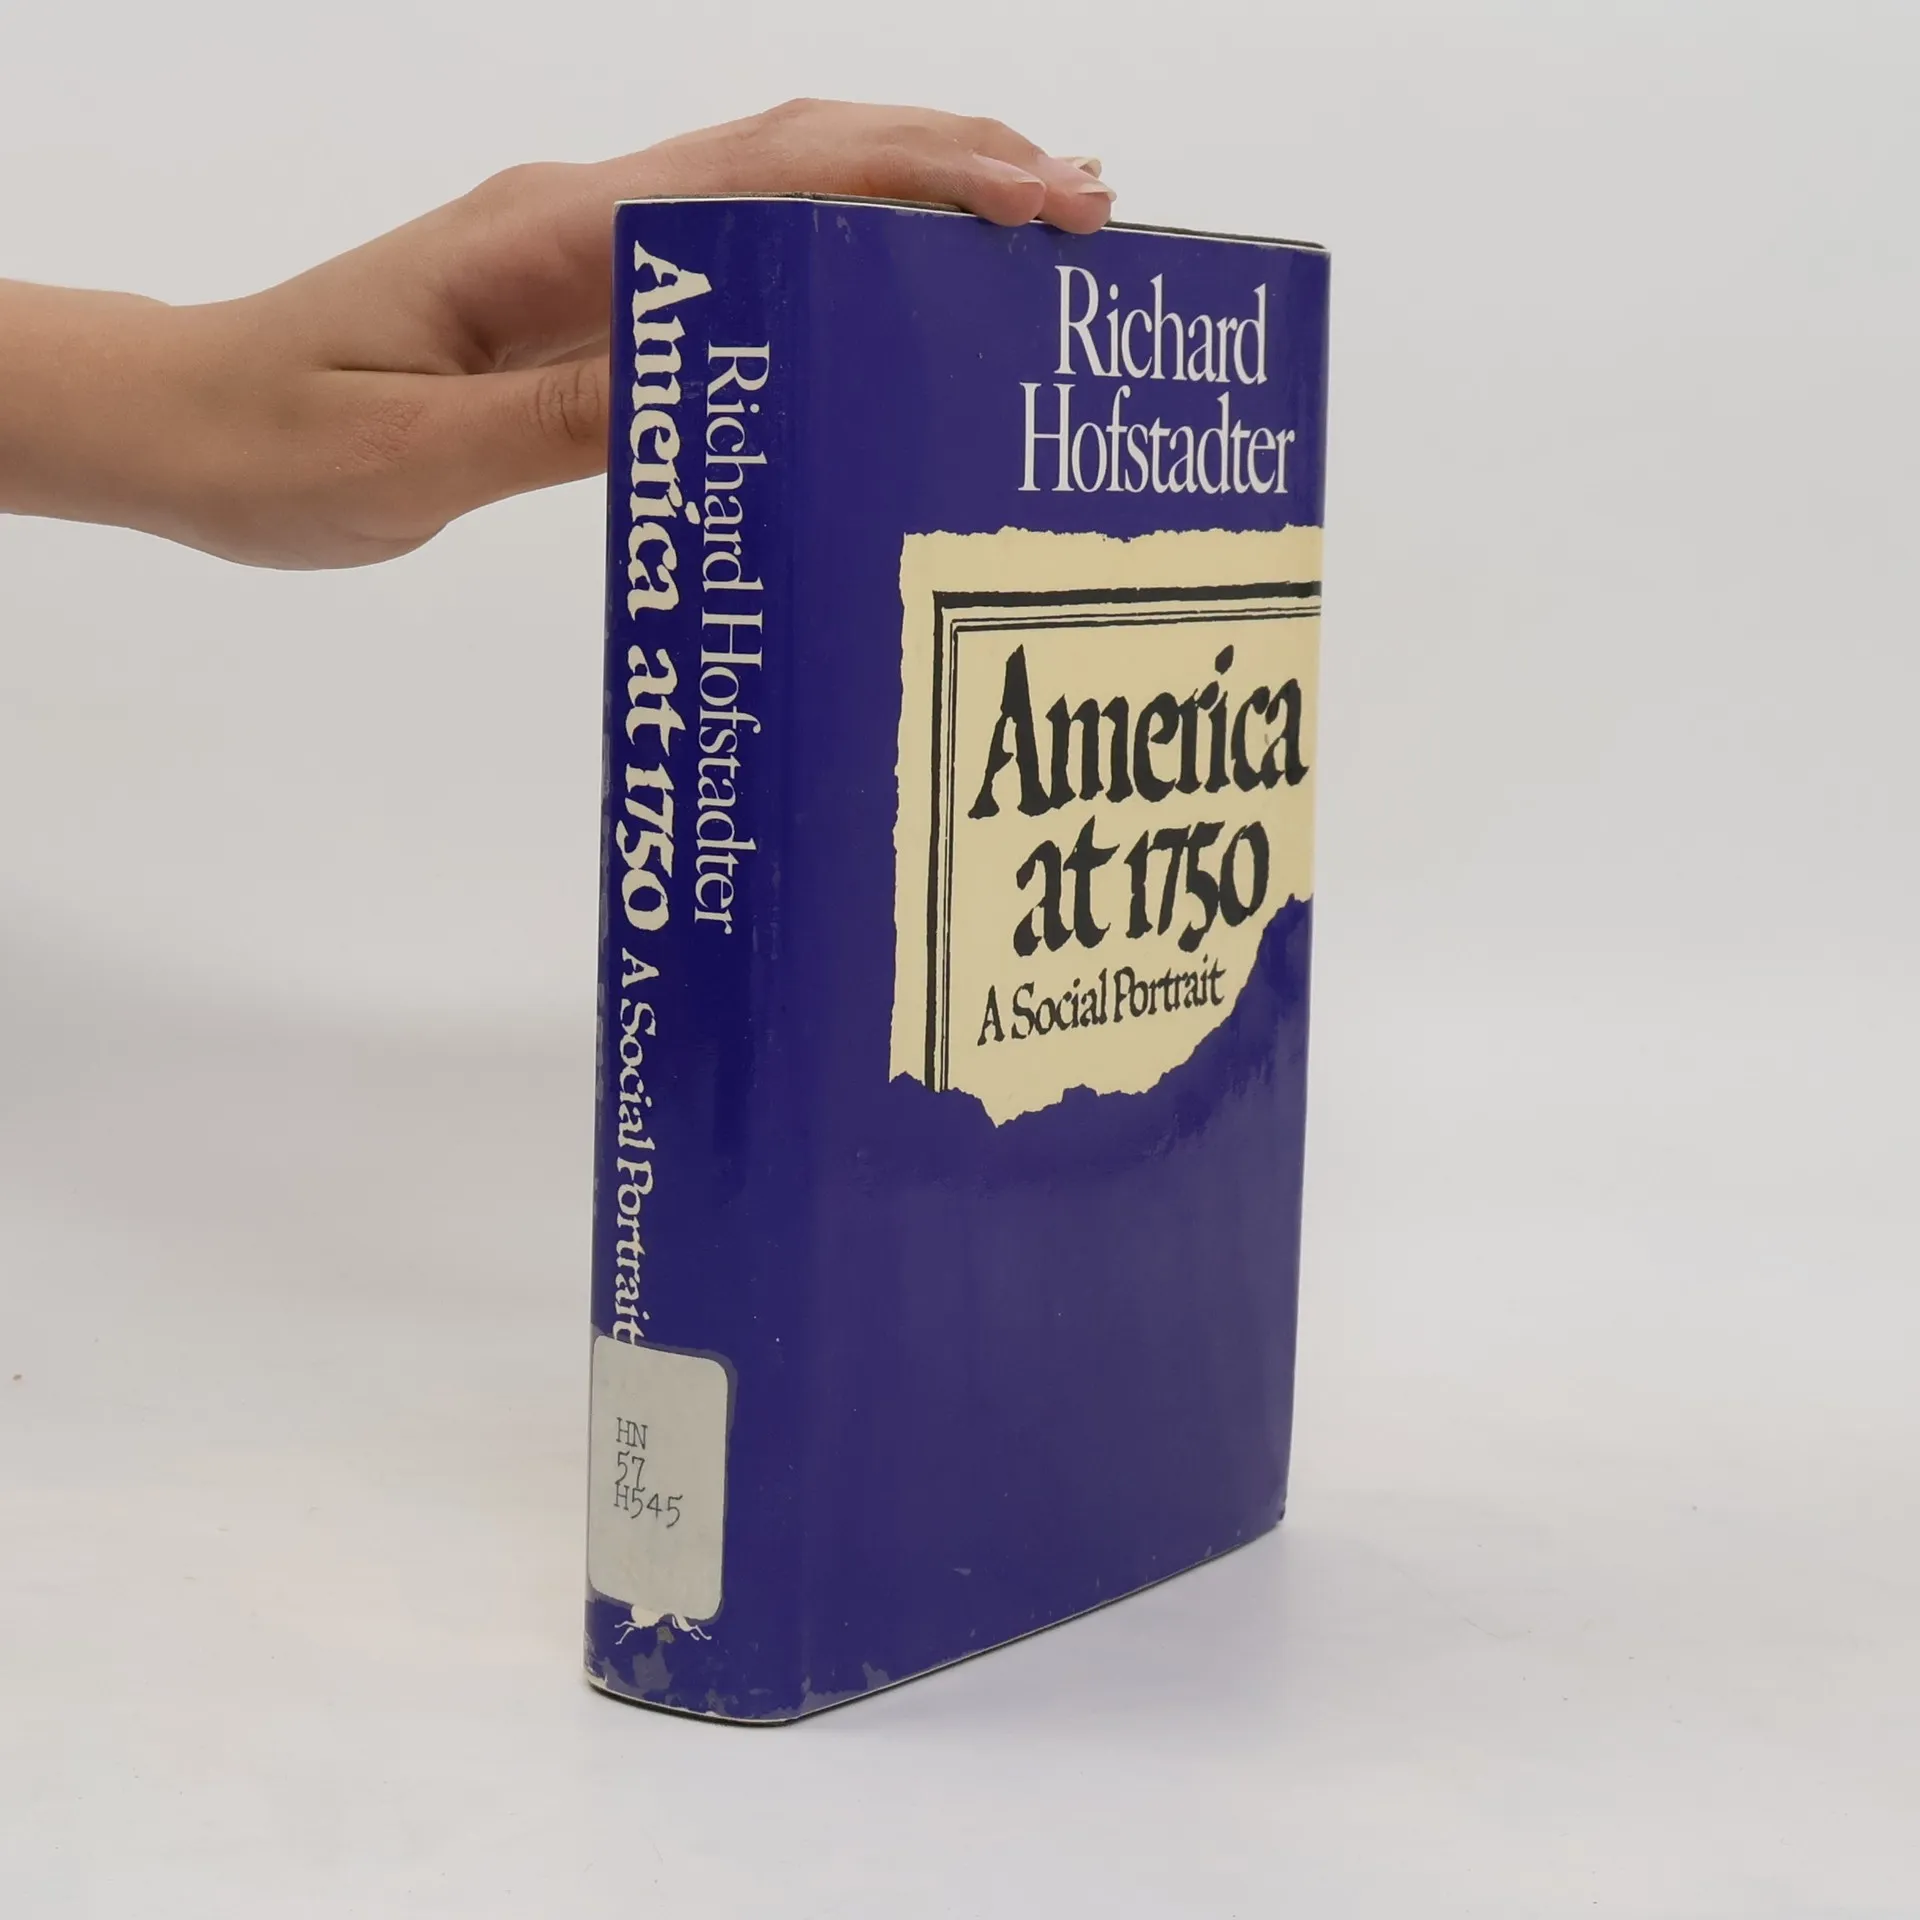 Richard Hofstadter
America at 1750 A Social Portrait
HN
57
H545
Richard
Hofstadter
America
at 1750
A Social Portrait